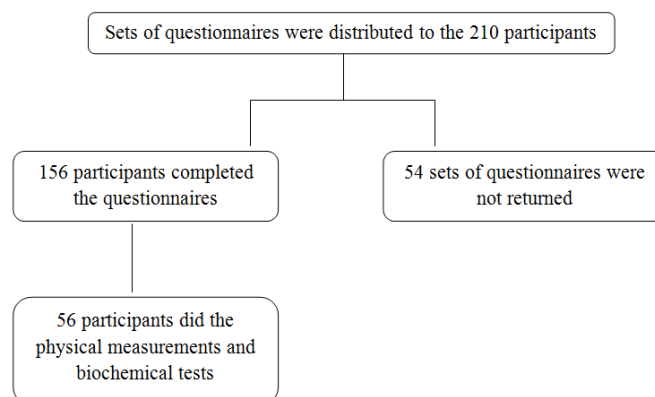 Sets of questionnaires were distributed to the 210 participants
156 participants completed
the questionnaires
54 sets of questionnaires were
not returned
56 participants did the
physical measurements and
biochemical tests